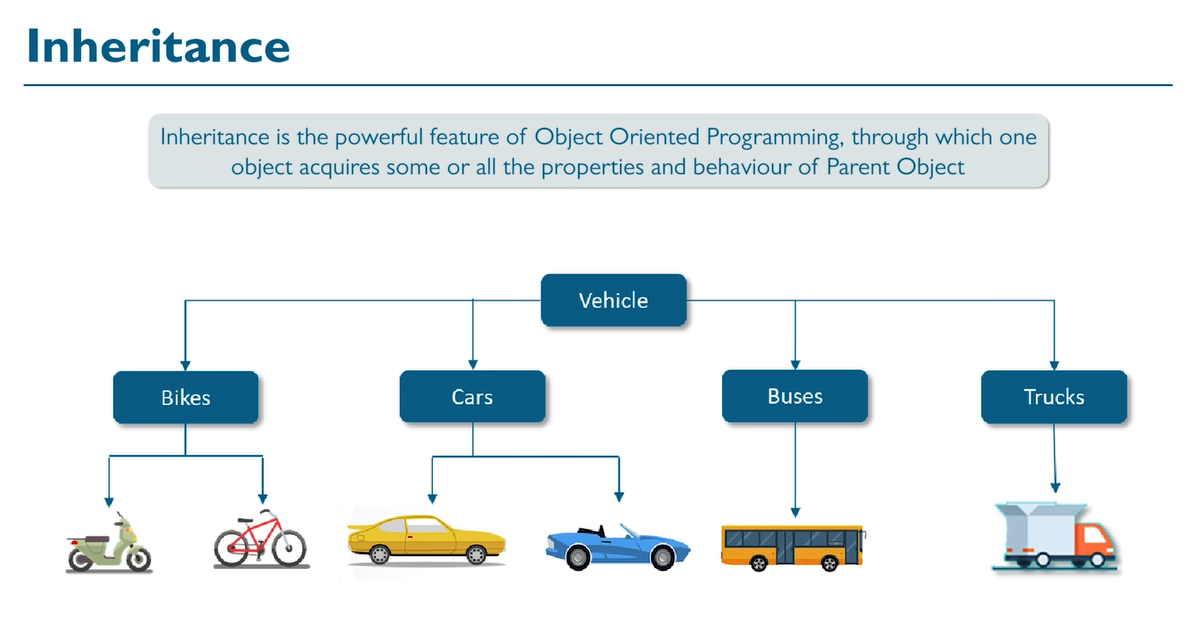 Inheritance
Inheritance is the powerful feature of Object Oriented Programming, through which one
object acquires some or all the properties and behaviour of Parent Object
Vehicle
Bikes
Cars
Buses
Trucks